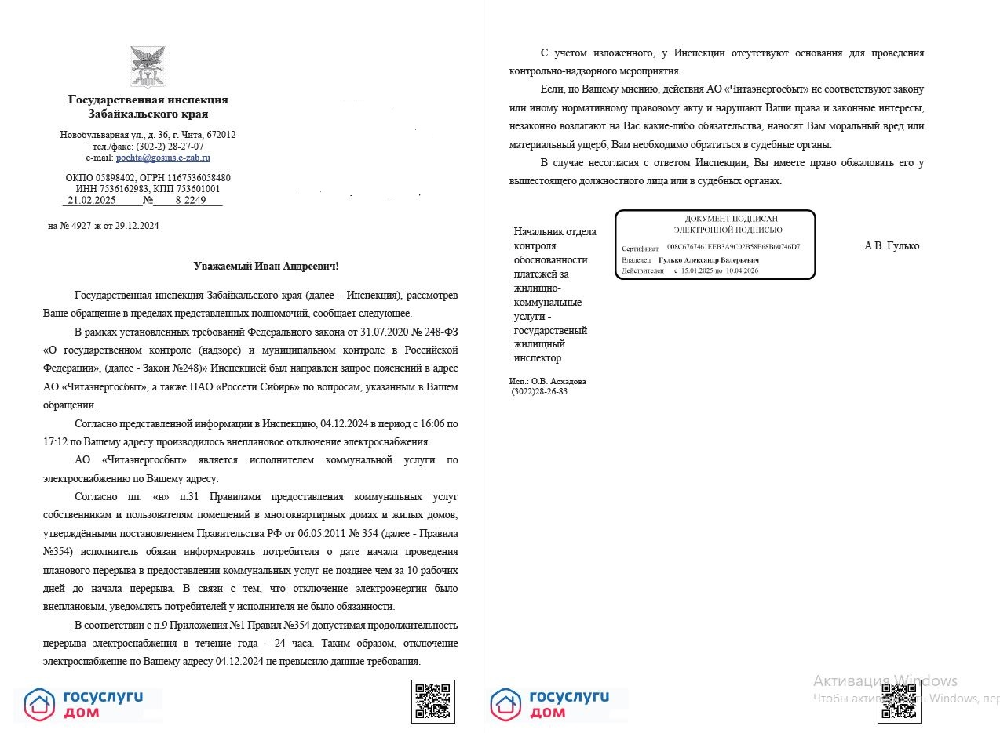 Государственная инспекция
Забайкальского края
Новобульварная ул., д. 36, г. Чита, 672012
тел./факс: (302-2) 28-27-07
e-mail: pochta@gosins.e-zab.ru
ОКПО 05898402, ОГРН 1167536058480
ИНН 7536162983, КПП 753601001
21.02.2025 № 8-2249
на № 4927-ж от 29.12.2024
Уважаемый Иван Андреевич!
Государственная инспекция Забайкальского края (далее – Инспекция), рассмотрев
Ваше обращение в пределах представленных полномочий, сообщает следующее.
В рамках установленных требований Федерального закона от 31.07.2020 № 248-ФЗ
«О государственном контроле (надзоре) и муниципальном контроле в Российской
Федерации», (далее - Закон №248)» Инспекцией был направлен запрос пояснений в адрес
АО «Читаэнергосбыт», а также ПАО «Россети Сибирь» по вопросам, указанным в Вашем
обращении.
Согласно представленной информации в Инспекцию, 04.12.2024 в период с 16:06 по
17:12 по Вашему адресу производилось внеплановое отключение электроснабжения.
АО «Читаэнергосбыт» является исполнителем коммунальной услуги по
электроснабжению по Вашему адресу.
Согласно пп. «н» п.31 Правилами предоставления коммунальных услуг
собственникам и пользователям помещений в многоквартирных домах и жилых домов,
утверждёнными постановлением Правительства РФ от 06.05.2011 № 354 (далее - Правила
№354) исполнитель обязан информировать потребителя о дате начала проведения
планового перерыва в предоставлении коммунальных услуг не позднее чем за 10 рабочих
дней до начала перерыва. В связи с тем, что отключение электроэнергии было
внеплановым, уведомлять потребителей у исполнителя не было обязанности.
В соответствии с п.9 Приложения №1 Правил №354 допустимая продолжительность
перерыва электроснабжения в течение года - 24 часа. Таким образом, отключение
электроснабжение по Вашему адресу 04.12.2024 не превысило данные требования.
госуслуги
дом
С учетом изложенного, у Инспекции отсутствуют основания для проведения
контрольно-надзорного мероприятия.
Если, по Вашему мнению, действия АО «Читаэнергосбыт» не соответствуют закону
или иному нормативному правовому акту и нарушают Ваши права и законные интересы,
незаконно возлагают на Вас какие-либо обязательства, наносят Вам моральный вред или
материальный ущерб, Вам необходимо обратиться в судебные органы.
В случае несогласия с ответом Инспекции, Вы имеете право обжаловать его у
вышестоящего должностного лица или в судебных органах.
Начальник отдела
контроля
обоснованности
платежей за
жилищно-
коммунальные
услуги -
государственый
жилищный
инспектор
ДОКУМЕНТ ПОДПИСАН
ЭЛЕКТРОННОЙ ПОДПИСЬЮ
Сертификат 008C6767461EEB3A9C02B58E68B60746D7
Владелец Гулько Александр Валерьевич
Действителен с 15.01.2025 по 10.04.2026
А.В. Гулько
Исп.: О.В. Асхадова
(3022)28-26-83
госуслуги
дом
Активация Windows
Windows, пер